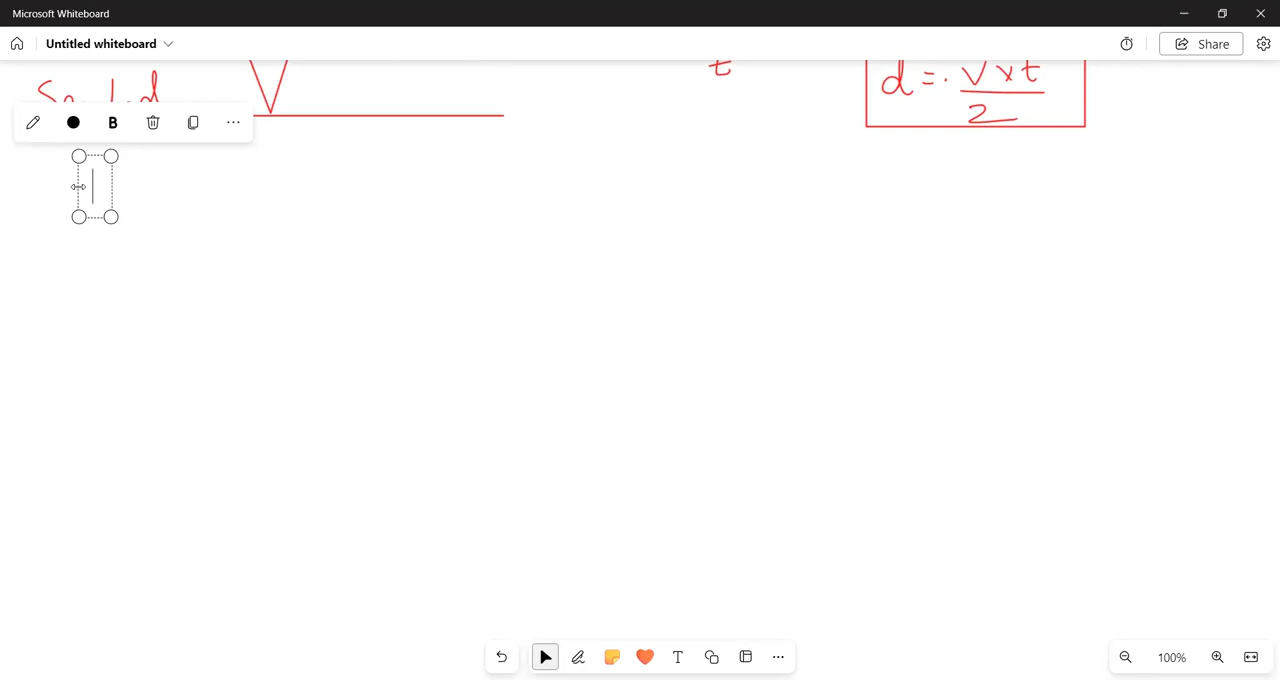 Microsoft Whiteboard
Untitled whiteboard
Share
t
d = . V x t
2
B
T
100%